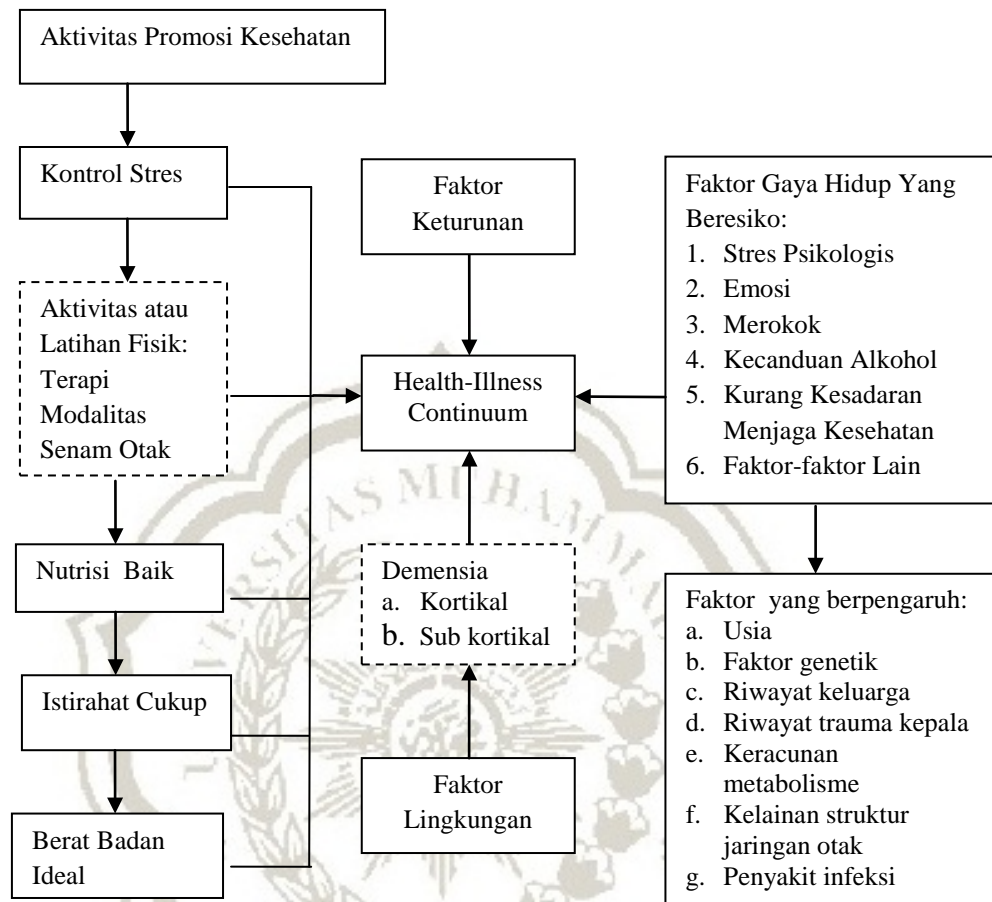 Aktivitas Promosi Kesehatan
Kontrol Stres
Aktivitas atau
Latihan Fisik:
Terapi
Modalitas
Senam Otak
Nutrisi Baik
Istirahat Cukup
Berat Badan
Ideal
Faktor
Keturunan
Health-Illness
Continuum
Demensia
a. Kortikal
b. Sub kortikal
Faktor
Lingkungan
Faktor Gaya Hidup Yang
Beresiko:
1. Stres Psikologis
2. Emosi
3. Merokok
4. Kecanduan Alkohol
5. Kurang Kesadaran
Menjaga Kesehatan
6. Faktor-faktor Lain
Faktor yang berpengaruh:
a. Usia
b. Faktor genetik
c. Riwayat keluarga
d. Riwayat trauma kepala
e. Keracunan
metabolisme
f. Kelainan struktur
jaringan otak
g. Penyakit infeksi